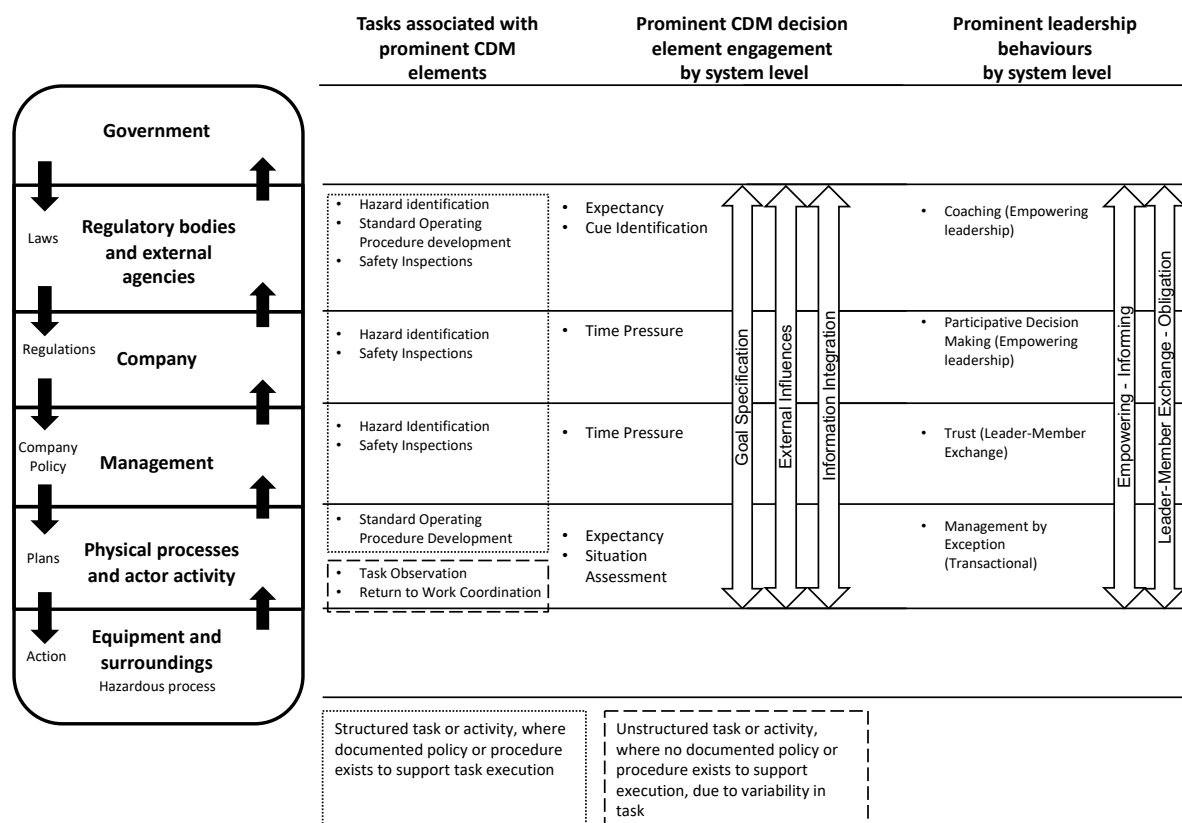 Tasks associated with
prominent CDM
elements
Prominent CDM decision
element engagement
by system level
Prominent leadership
behaviours
by system level
Government
Laws
Regulatory bodies
and external
agencies
• Hazard identification
• Standard Operating
Procedure development
• Safety Inspections
• Expectancy
• Cue Identification
• Coaching (Empowering
leadership)
Regulations
Company
• Hazard identification
• Safety Inspections
• Time Pressure
• Participative Decision
Making (Empowering
leadership)
Company
Policy
Management
• Hazard Identification
• Safety Inspections
• Time Pressure
• Trust (Leader-Member
Exchange)
Plans
Physical processes
and actor activity
• Standard Operating
Procedure Development
• Task Observation
• Return to Work Coordination
• Expectancy
• Situation
Assessment
• Management by
Exception
(Transactional)
Goal Specification
External Influences
Information Integration
Empowering - Informing
Leader-Member Exchange - Obligation
Action
Equipment and
surroundings
Hazardous process
Structured task or activity, where
documented policy or procedure
exists to support task execution
Unstructured task or activity,
where no documented policy or
procedure exists to support
execution, due to variability in
task